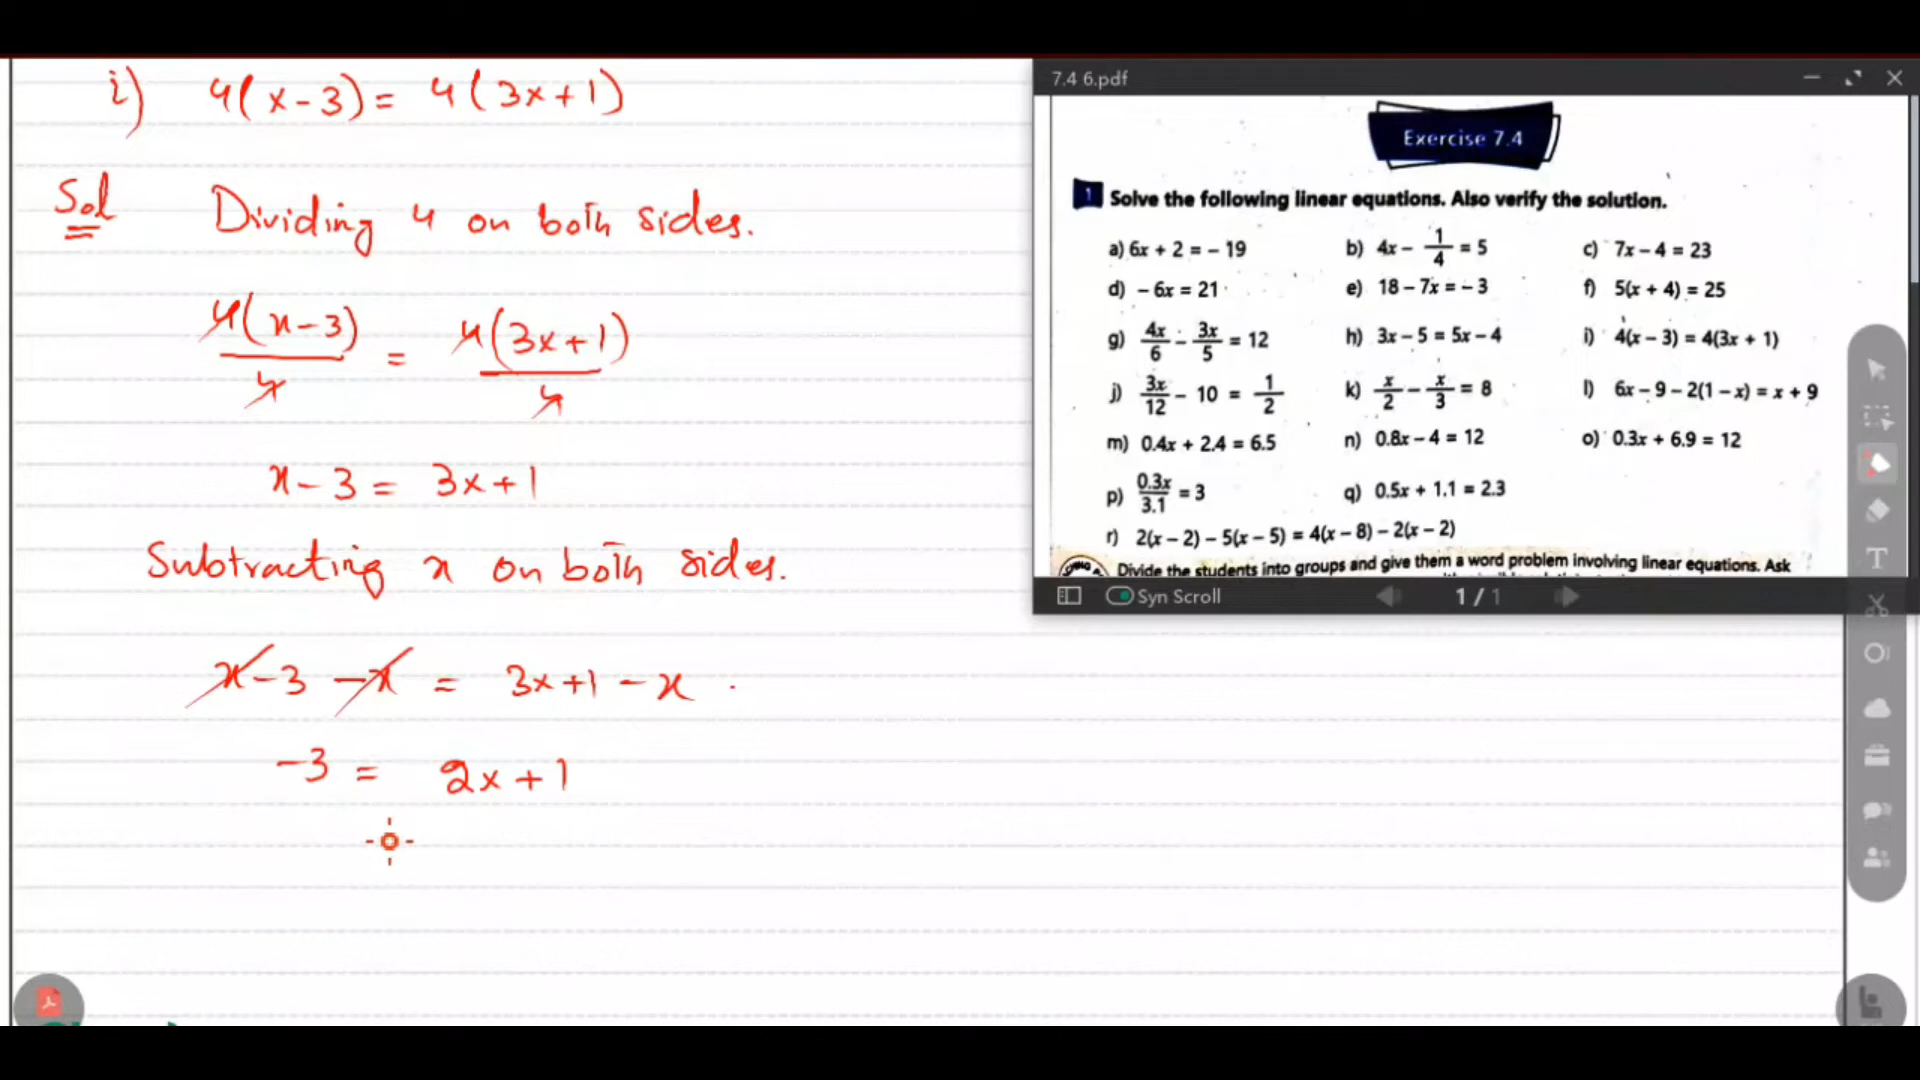 i) 4(x-3) = 4(3x+1)
Sol Dividing 4 on both sides.
4(x-3)/4 = 4(3x+1)/4
x-3 = 3x+1
Subtracting x on both sides.
x-3-x = 3x+1-x
-3 = 2x+1
7.4 6.pdf
Exercise 7.4
1 Solve the following linear equations. Also verify the solution.
a) 6x + 2 = – 19 b) 4x – 1/4 = 5 c) 7x – 4 = 23
d) – 6x = 21 e) 18 – 7x = – 3 f) 5(x + 4) = 25
g) 4x/6 – 3x/5 = 12 h) 3x – 5 = 5x – 4 i) 4(x – 3) = 4(3x + 1)
j) 3x/12 – 10 = 1/2 k) x/2 – x/3 = 8 l) 6x – 9 – 2(1 – x) = x + 9
m) 0.4x + 2.4 = 6.5 n) 0.8x – 4 = 12 o) 0.3x + 6.9 = 12
p) 0.3x/3.1 = 3 q) 0.5x + 1.1 = 2.3
r) 2(x – 2) – 5(x – 5) = 4(x – 8) – 2(x – 2)
Divide the students into groups and give them a word problem involving linear equations. Ask
Syn Scroll 1 / 1
T